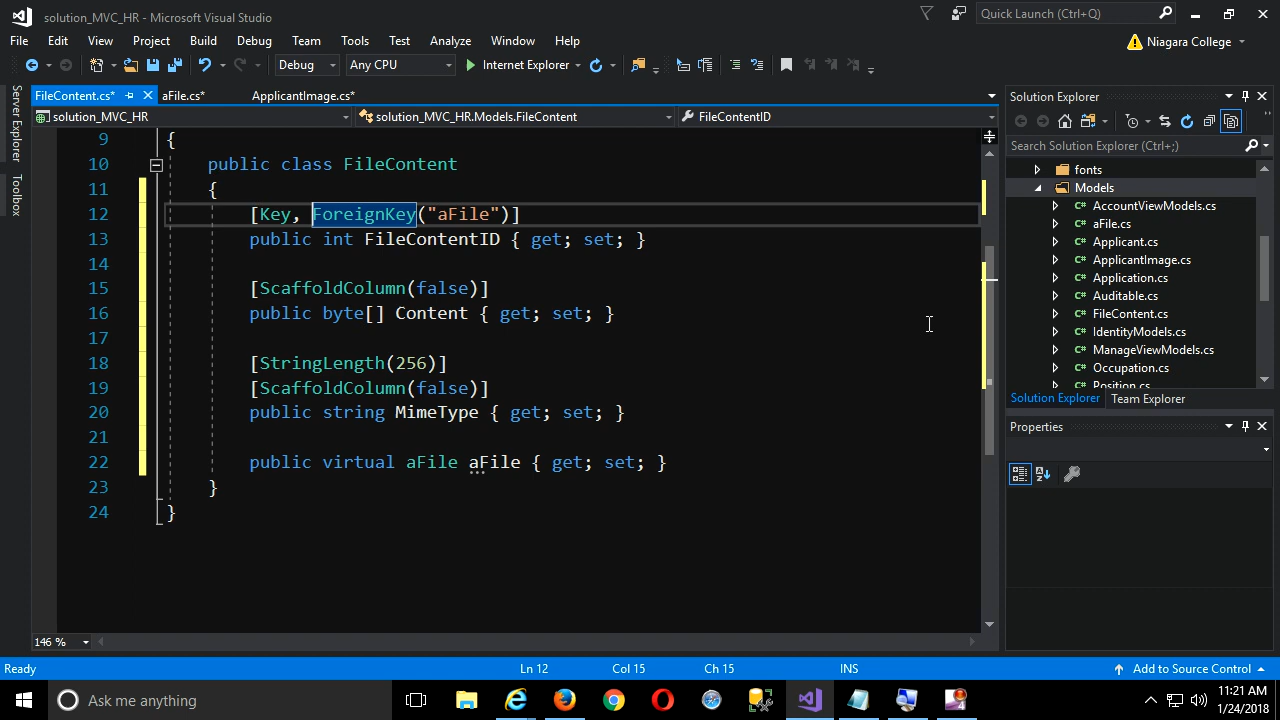 solution_MVC_HR - Microsoft Visual Studio
Quick Launch (Ctrl+Q)
File Edit View Project Build Debug Team Tools Test Analyze Window Help
Niagara College
Debug Any CPU Internet Explorer
FileContent.cs* aFile.cs* ApplicantImage.cs*
solution_MVC_HR solution_MVC_HR.Models.FileContent FileContentID
Server Explorer
Toolbox
9 {
10 public class FileContent
11 {
12 [Key, ForeignKey("aFile")]
13 public int FileContentID { get; set; }
14
15 [ScaffoldColumn(false)]
16 public byte[] Content { get; set; }
17
18 [StringLength(256)]
19 [ScaffoldColumn(false)]
20 public string MimeType { get; set; }
21
22 public virtual aFile aFile { get; set; }
23 }
24 }
146 %
Solution Explorer
Search Solution Explorer (Ctrl+;)
fonts
Models
C# AccountViewModels.cs
C# aFile.cs
C# Applicant.cs
C# ApplicantImage.cs
C# Application.cs
C# Auditable.cs
C# FileContent.cs
C# IdentityModels.cs
C# ManageViewModels.cs
C# Occupation.cs
C# Position.cs
Solution Explorer Team Explorer
Properties
Ready Ln 12 Col 15 Ch 15 INS Add to Source Control
Ask me anything
11:21 AM
1/24/2018